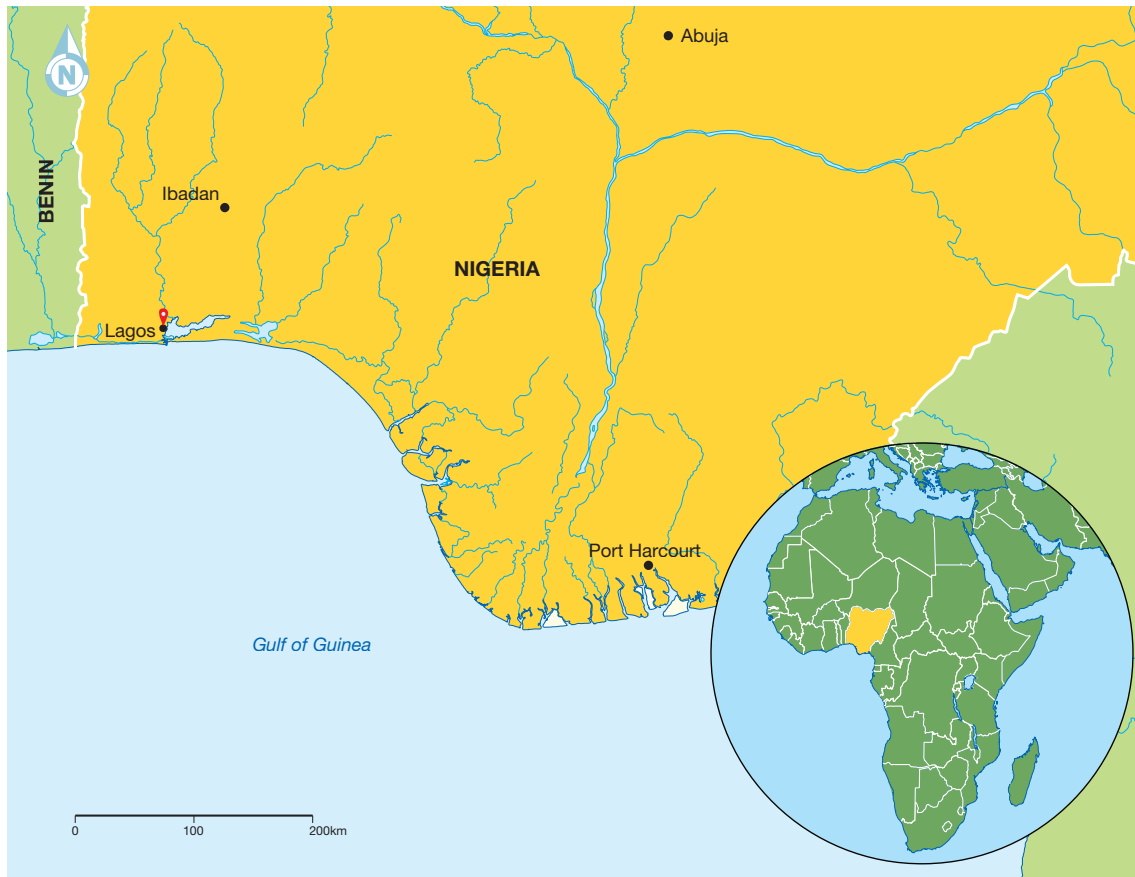 Abuja
N
BENIN
Ibadan
NIGERIA
Lagos
Port Harcourt
Gulf of Guinea
0 100 200km